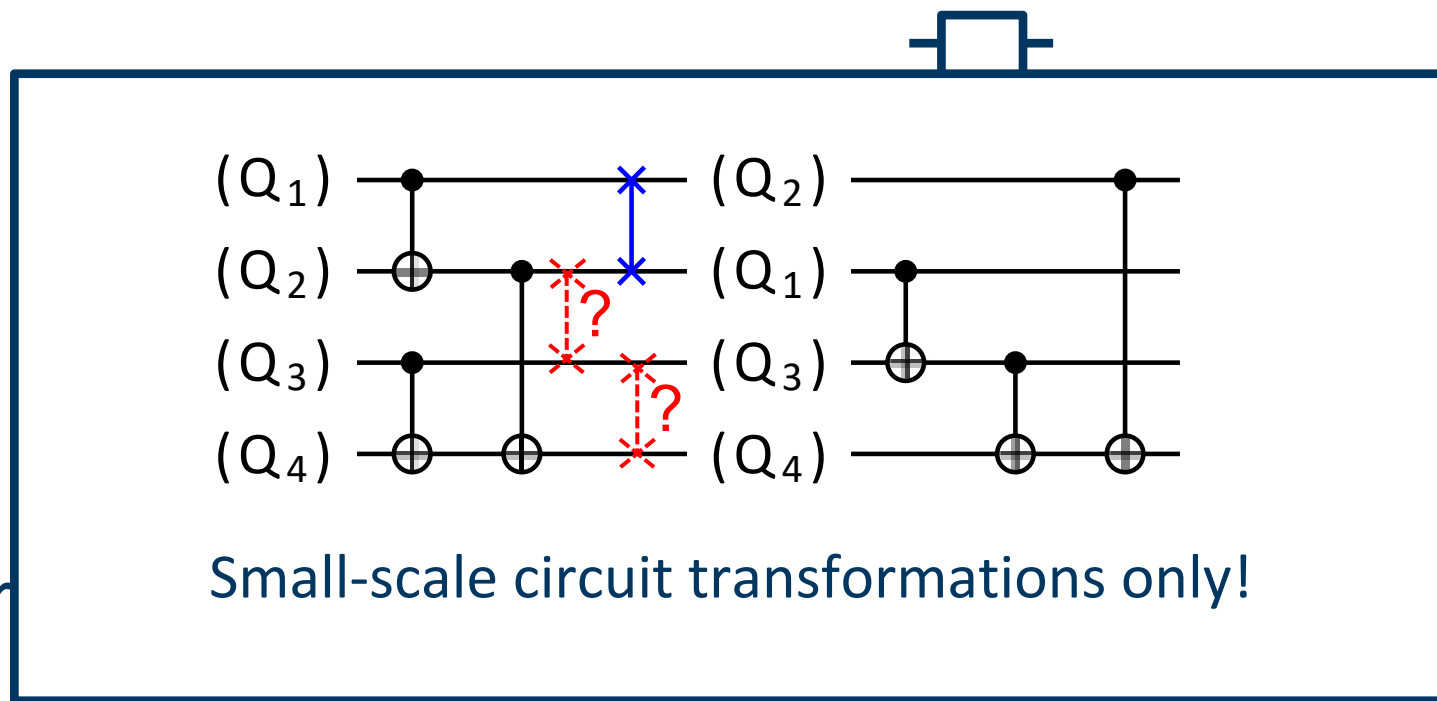 (Q1) (Q2)
(Q2) ? (Q1)
(Q3) ? (Q3)
(Q4) (Q4)
Small-scale circuit transformations only!